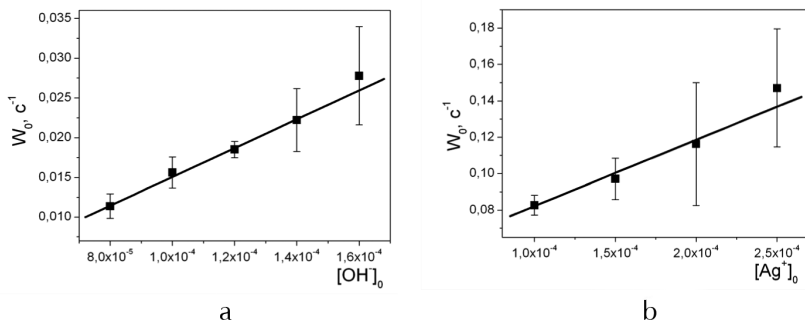 0,035
0,030
0,025
0,020
0,015
0,010
W₀, c⁻¹
8,0x10⁻⁵ 1,0x10⁻⁴ 1,2x10⁻⁴ 1,4x10⁻⁴ 1,6x10⁻⁴
[OH⁻]₀
a
0,18
0,16
0,14
0,12
0,10
0,08
W₀, c⁻¹
1,0x10⁻⁴ 1,5x10⁻⁴ 2,0x10⁻⁴ 2,5x10⁻⁴
[Ag⁺]₀
b